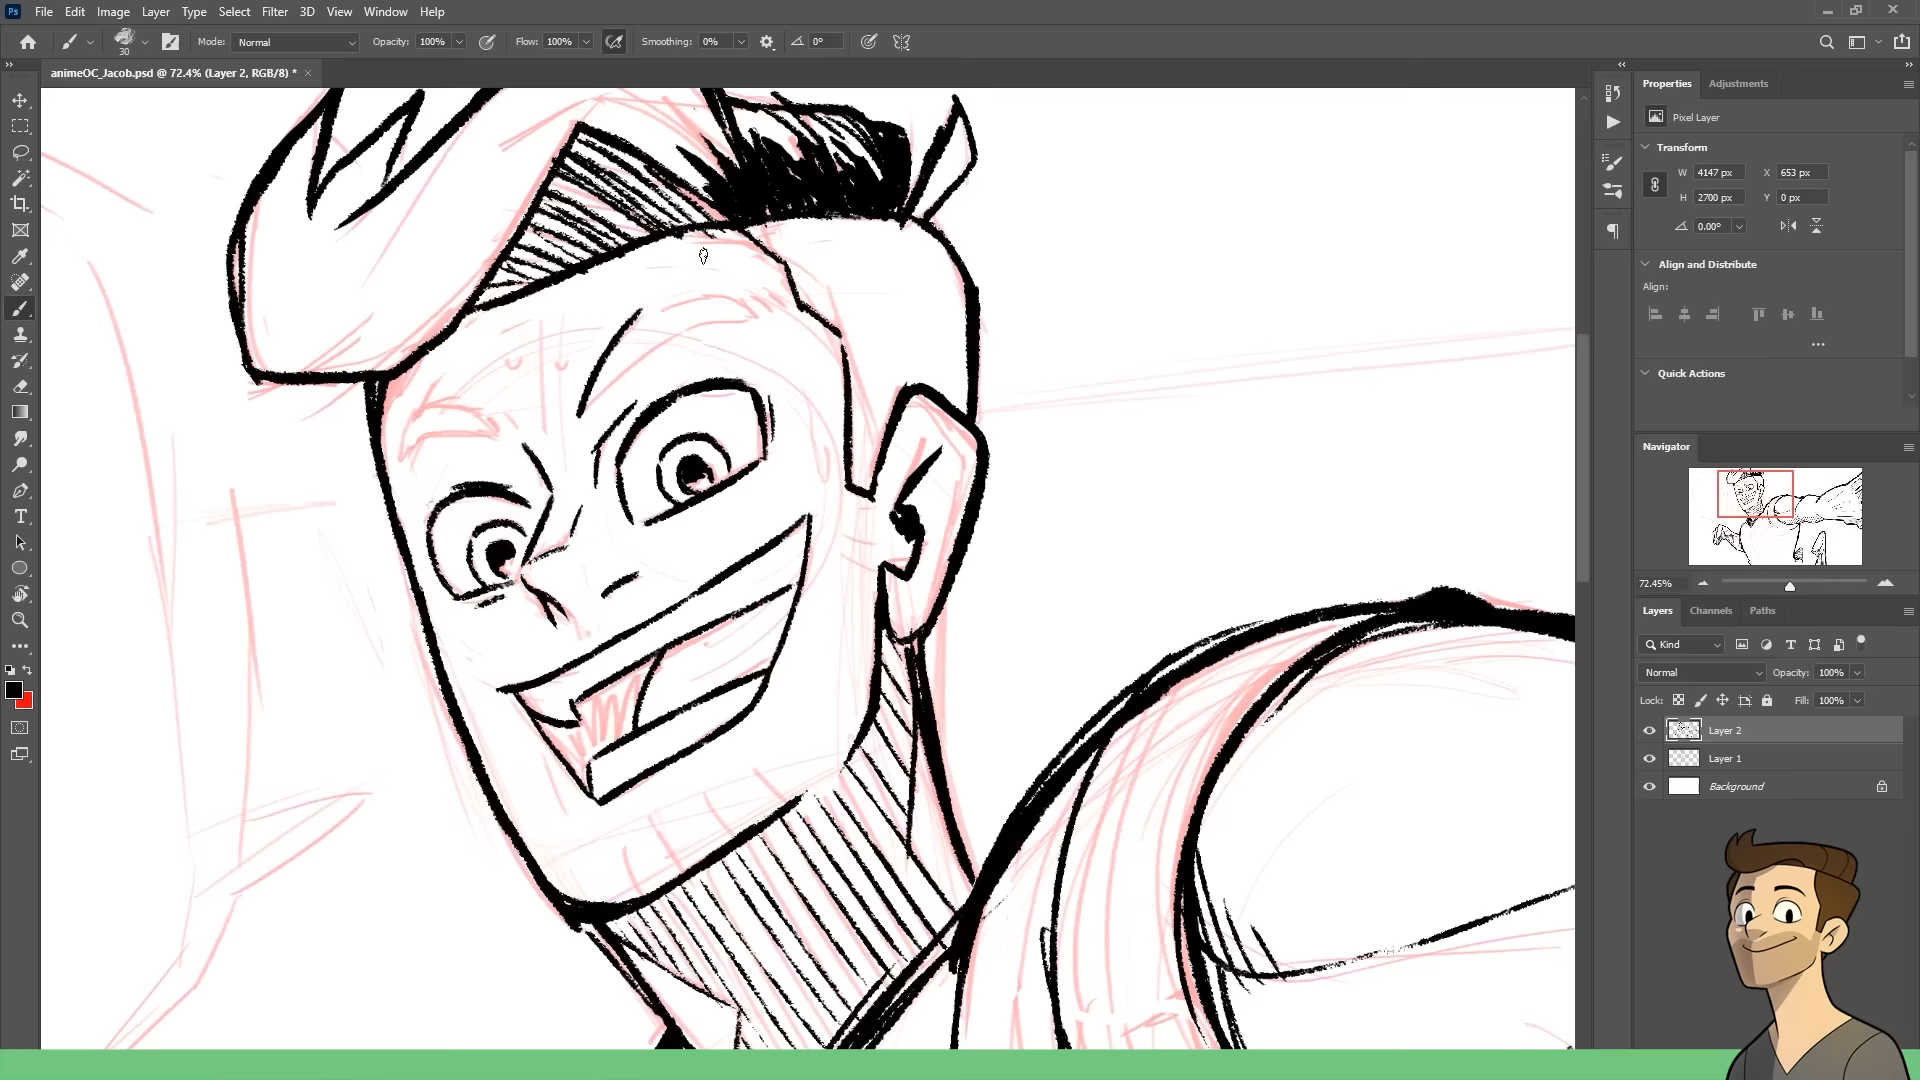 Ps File Edit Image Layer Type Select Filter 3D View Window Help
30 Mode: Normal Opacity: 100% Flow: 100% Smoothing: 0% 0°
animeOC_Jacob.psd @ 72.4% (Layer 2, RGB/8) * ×
Properties Adjustments
Pixel Layer
Transform
W 4147 px X 653 px
H 2700 px Y 0 px
0.00°
Align and Distribute
Align:
Quick Actions
Navigator
72.45%
Layers Channels Paths
Kind
Normal Opacity: 100%
Lock: Fill: 100%
Layer 2
Layer 1
Background